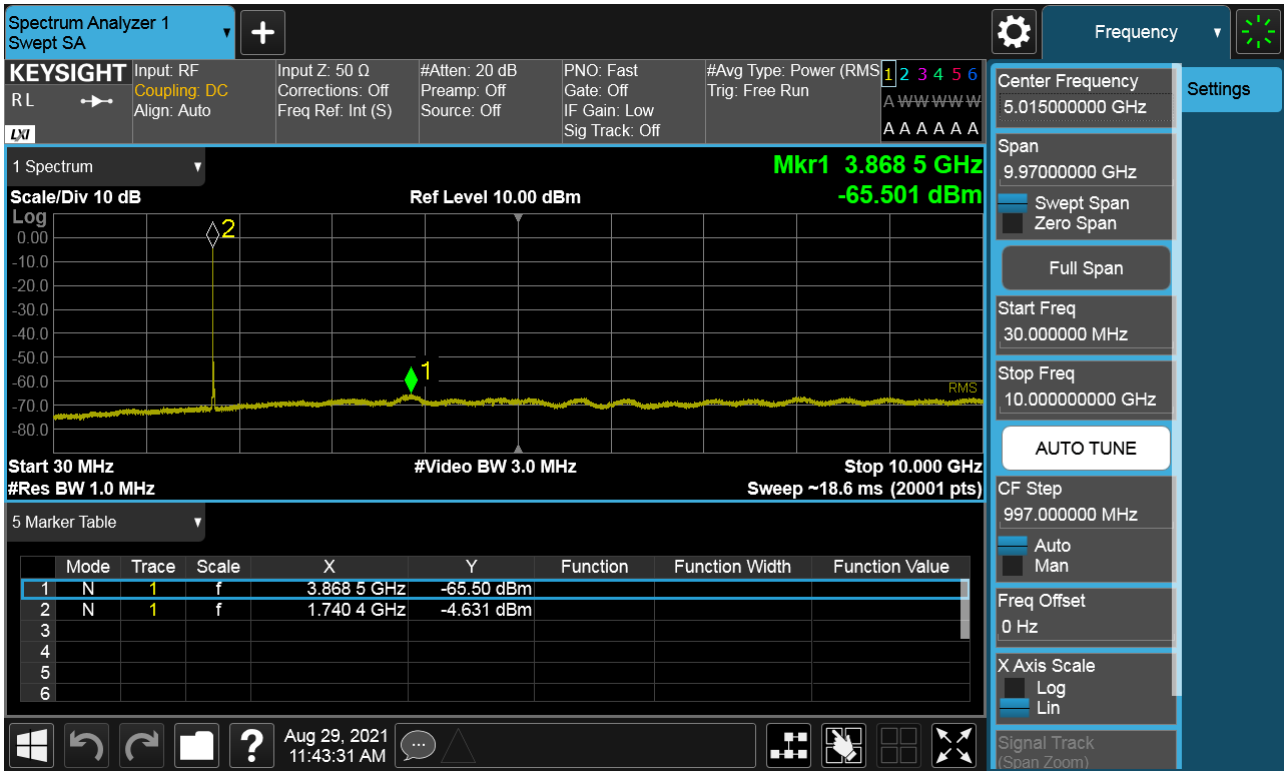 Spectrum Analyzer 1
Swept SA
+
Frequency
KEYSIGHT
R L
LXI
Input: RF
Coupling: DC
Align: Auto
Input Z: 50 Ω
Corrections: Off
Freq Ref: Int (S)
#Atten: 20 dB
Preamp: Off
Source: Off
PNO: Fast
Gate: Off
IF Gain: Low
Sig Track: Off
#Avg Type: Power (RMS
Trig: Free Run
1 2 3 4 5 6
A W W W W W
A A A A A A
1 Spectrum
Mkr1 3.868 5 GHz
-65.501 dBm
Scale/Div 10 dB
Ref Level 10.00 dBm
Log
0.00
-10.0
-20.0
-30.0
-40.0
-50.0
-60.0
-70.0
-80.0
2
1
RMS
Start 30 MHz
#Video BW 3.0 MHz
Stop 10.000 GHz
#Res BW 1.0 MHz
Sweep ~18.6 ms (20001 pts)
5 Marker Table
Mode Trace Scale X Y Function Function Width Function Value
1 N 1 f 3.868 5 GHz -65.50 dBm
2 N 1 f 1.740 4 GHz -4.631 dBm
3
4
5
6
?
Aug 29, 2021
11:43:31 AM
Center Frequency
5.015000000 GHz
Settings
Span
9.97000000 GHz
Swept Span
Zero Span
Full Span
Start Freq
30.000000 MHz
Stop Freq
10.000000000 GHz
AUTO TUNE
CF Step
997.000000 MHz
Auto
Man
Freq Offset
0 Hz
X Axis Scale
Log
Lin
Signal Track
(Span Zoom)